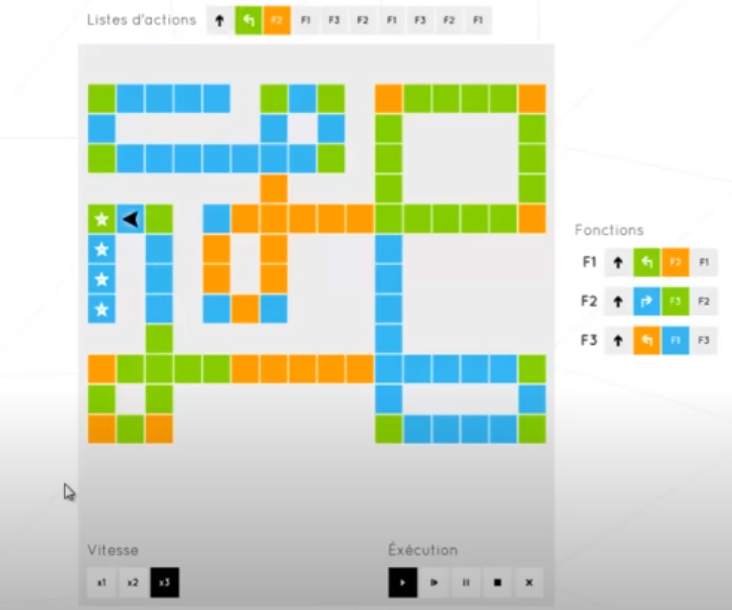 Listes d'actions F2 F1 F3 F2 F1 F3 F2 F1
Fonctions
F1 F2 F1
F2 F3 F2
F3 F1 F3
Vitesse Éxécution
x1 x2 x3